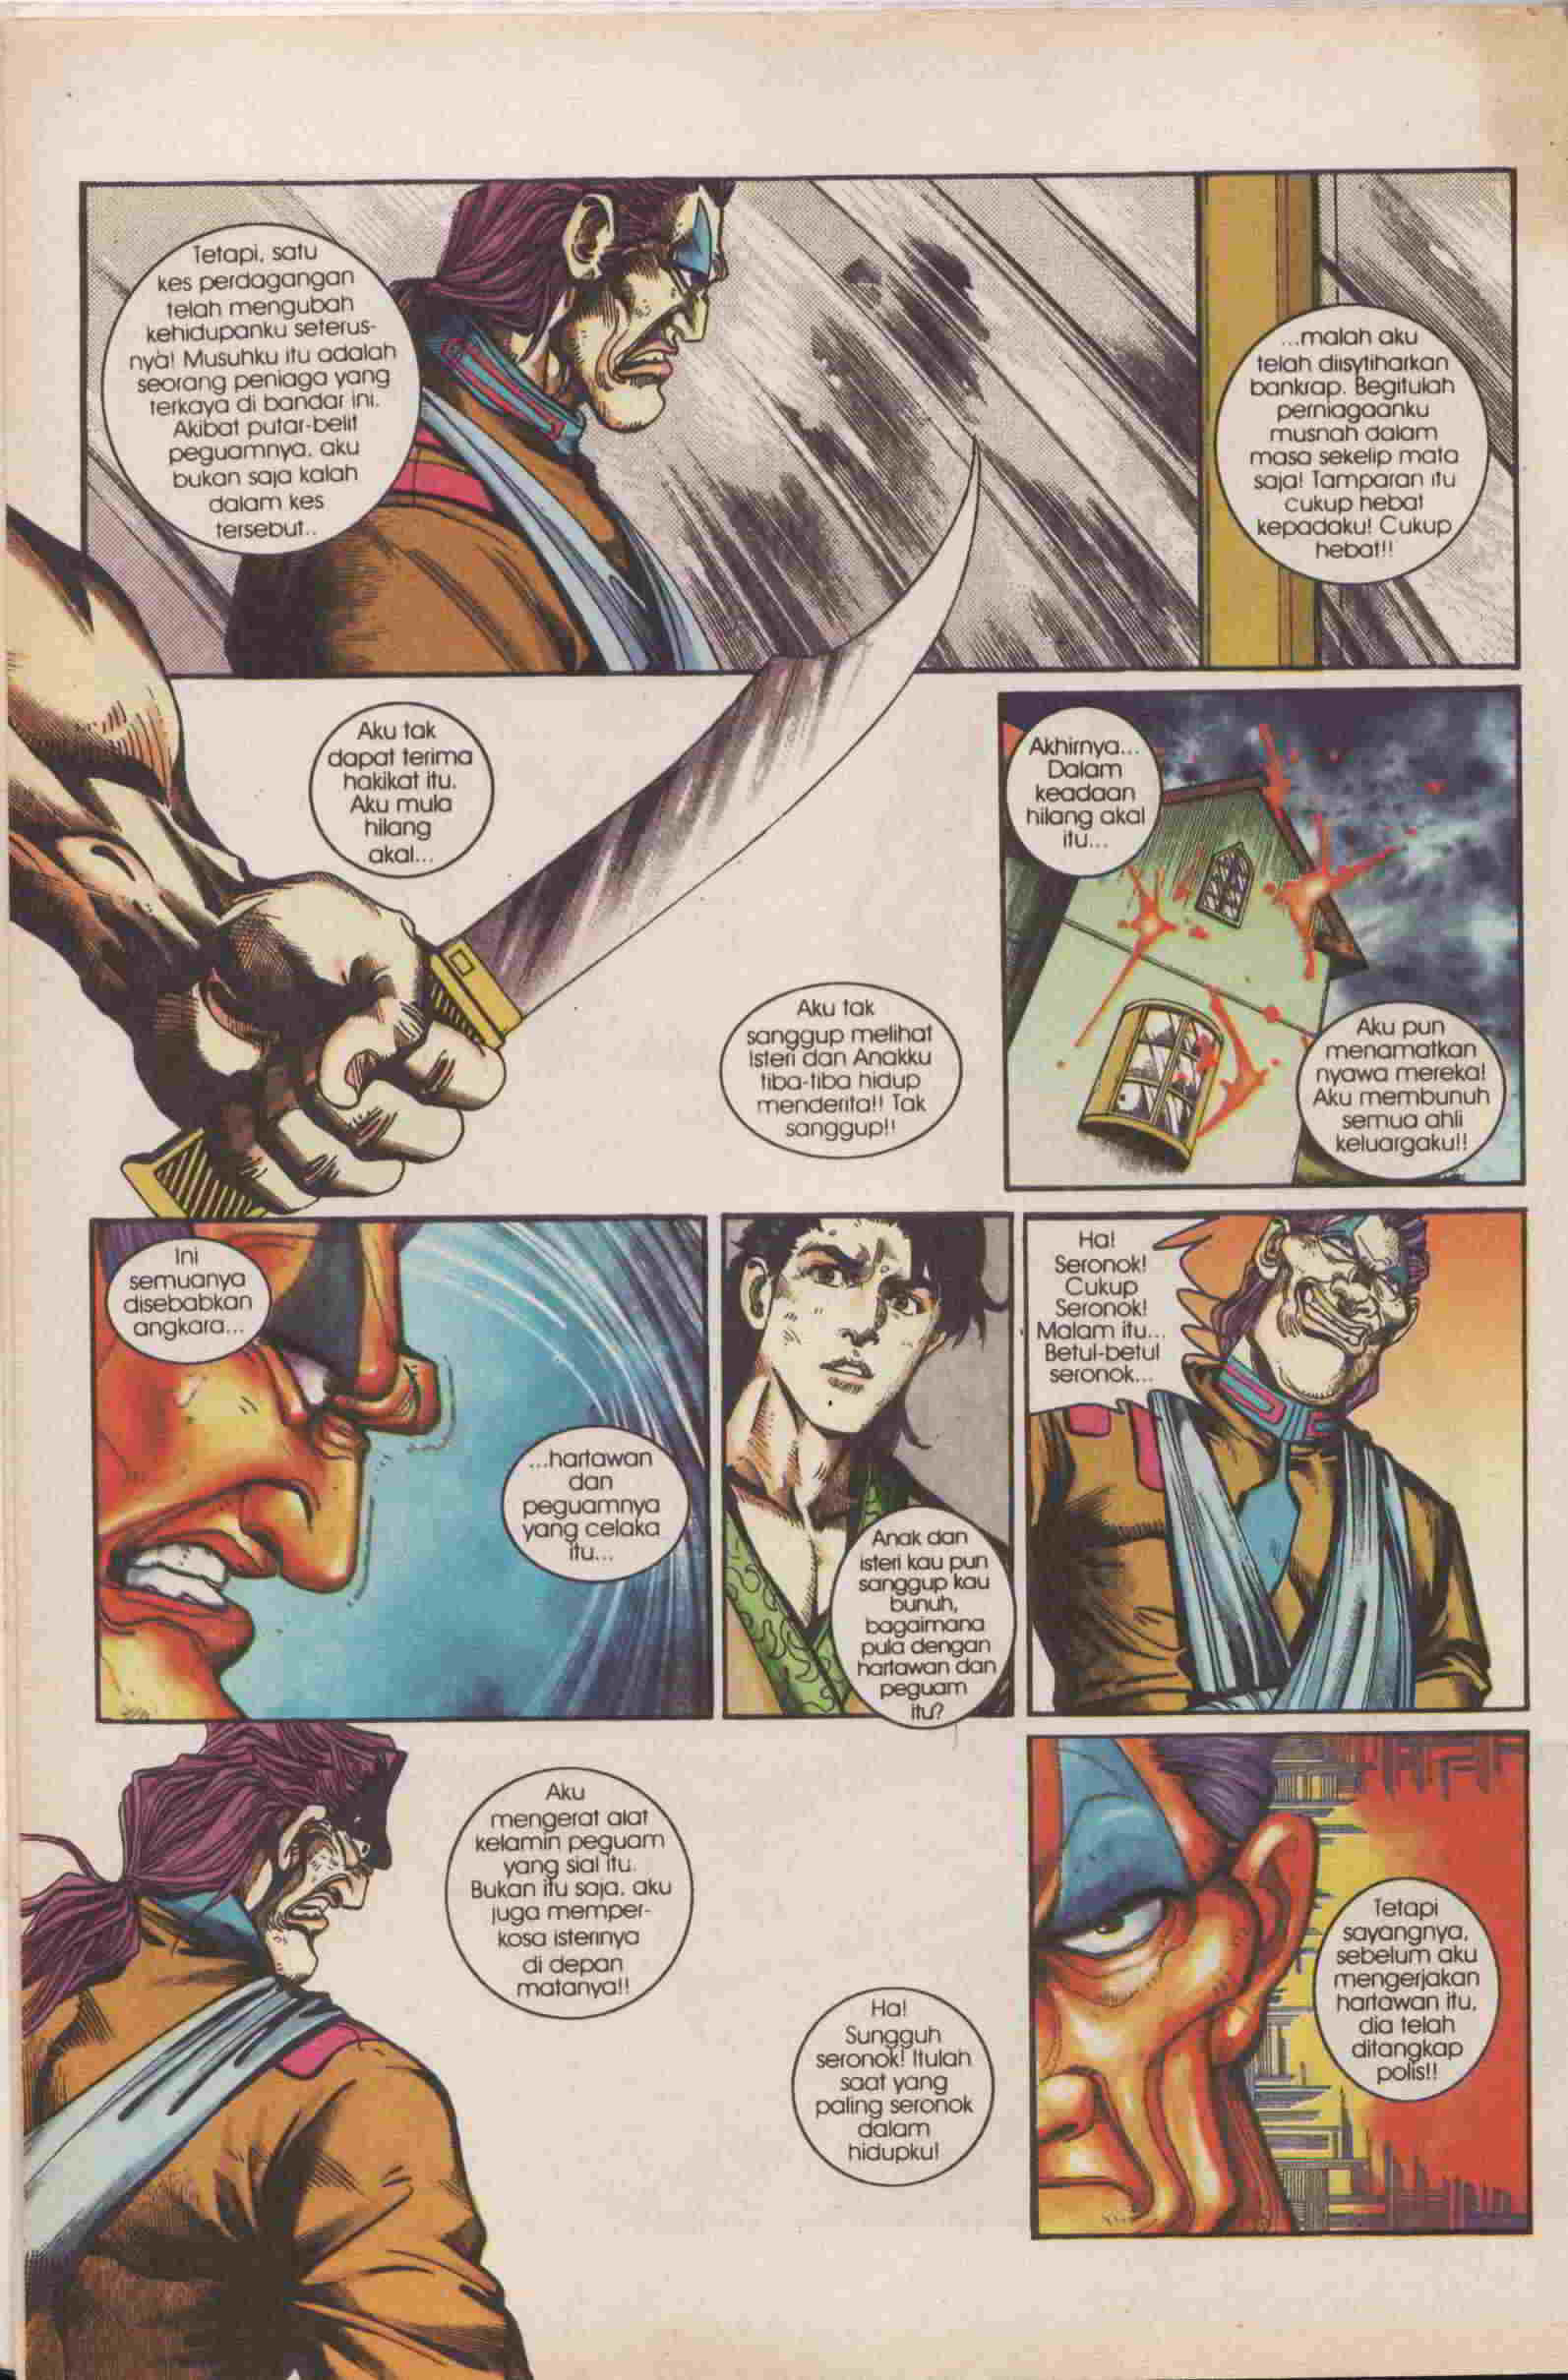 Tetapi, satu
kes perdagangan
telah mengubah
kehidupanku seterus-
nya! Musuhku itu adalah
seorang peniaga yang
terkaya di bandar ini.
Akibat putar-belit
peguamnya, aku
bukan saja kalah
dalam kes
tersebut..
...malah aku
telah diisytiharkan
bankrap. Begitulah
perniagaanku
musnah dalam
masa sekelip mata
saja! Tamparan itu
cukup hebat
kepadaku! Cukup
hebat!!
Aku tak
dapat terima
hakikat itu.
Aku mula
hilang
akal...
Aku tak
sanggup melihat
Isteri dan Anakku
tiba-tiba hidup
menderita!! Tak
sanggup!!
Akhirnya...
Dalam
keadaan
hilang akal
itu...
Aku pun
menamatkan
nyawa mereka!
Aku membunuh
semua ahli
keluargaku!!
Ini
semuanya
disebabkan
angkara...
...hartawan
dan
peguamnya
yang celaka
itu...
Anak dan
isteri kau pun
sanggup kau
bunuh,
bagaimana
pula dengan
hartawan dan
peguam
itu?
Ha!
Seronok!
Cukup
Seronok!
Malam itu...
Betul-betul
seronok...
Aku
mengerat alat
kelamin peguam
yang sial itu.
Bukan itu saja, aku
juga memper-
kosa isterinya
di depan
matanya!!
Ha!
Sungguh
seronok! Itulah
saat yang
paling seronok
dalam
hidupku!
Tetapi
sayangnya,
sebelum aku
mengerjakan
hartawan itu,
dia telah
ditangkap
polis!!